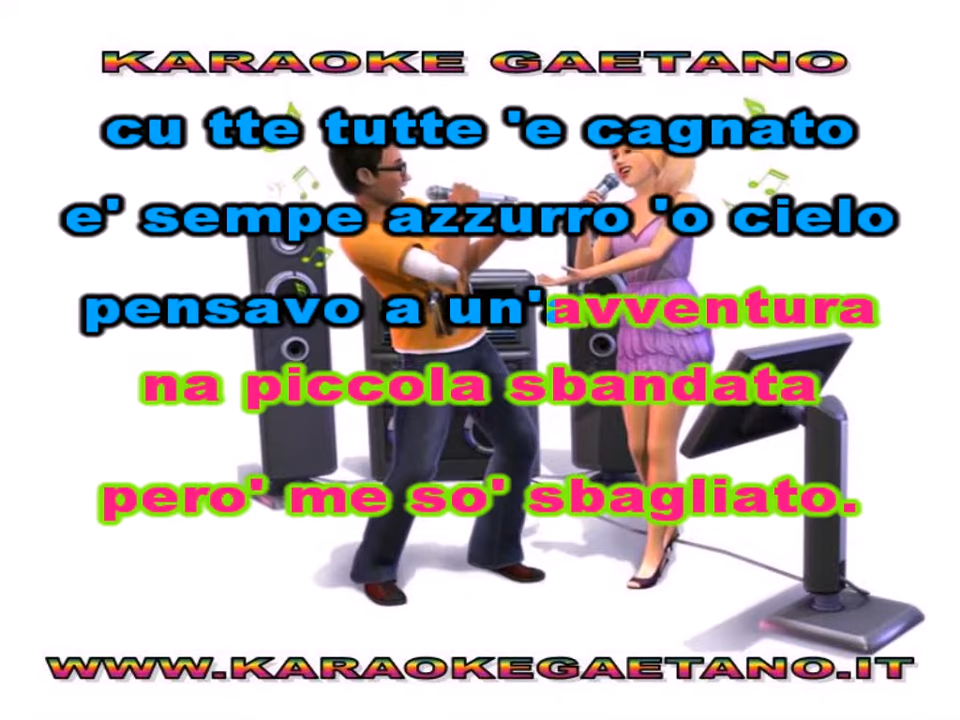 KARAOKE GAETANO
cu tte tutte 'e cagnato
e' sempe azzurro 'o cielo
pensavo a un'avventura
na piccola sbandata
pero' me so' sbagliato.
WWW.KARAOKEGAETANO.IT